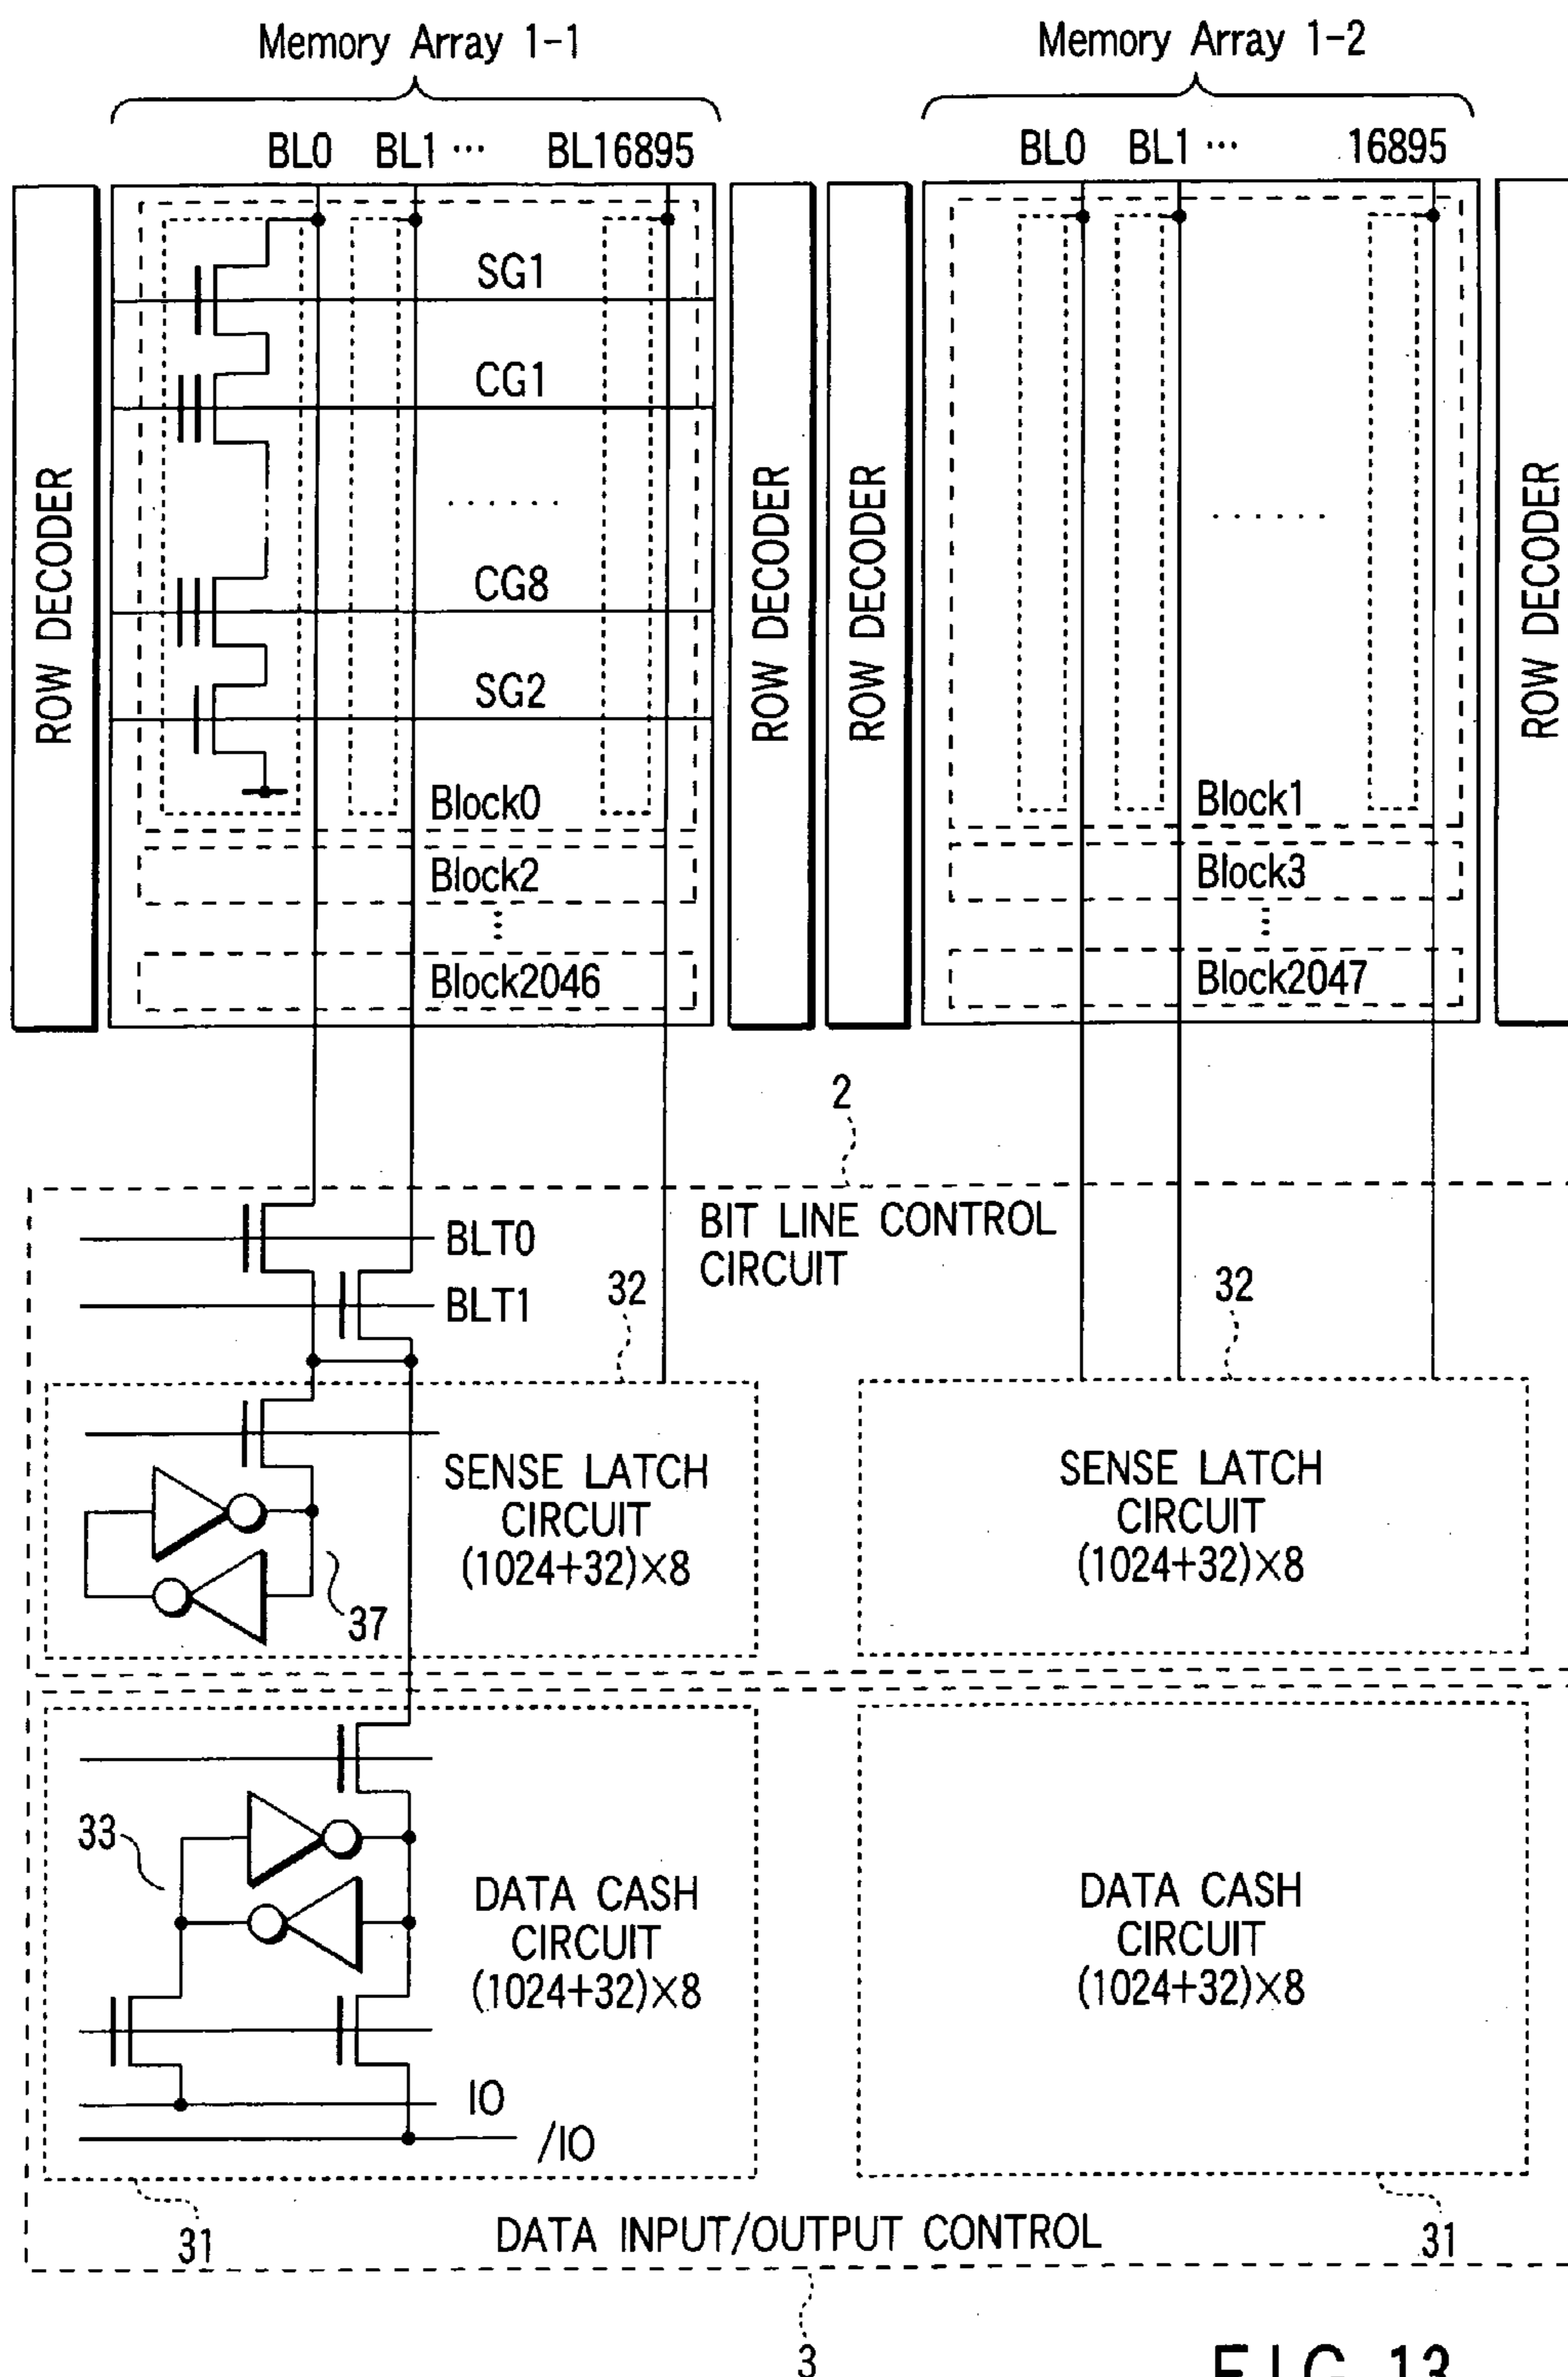 Memory Array 1-1
Memory Array 1-2
BL0 BL1 ... BL16895
BL0 BL1 ... 16895
ROW DECODER
SG1
CG1
......
CG8
SG2
Block0
Block2
Block2046
ROW DECODER
ROW DECODER
......
Block1
Block3
Block2047
ROW DECODER
2
BIT LINE CONTROL
CIRCUIT
BLT0
BLT1
32
32
SENSE LATCH
CIRCUIT
(1024+32)×8
37
SENSE LATCH
CIRCUIT
(1024+32)×8
33
DATA CASH
CIRCUIT
(1024+32)×8
IO
/IO
DATA CASH
CIRCUIT
(1024+32)×8
31
DATA INPUT/OUTPUT CONTROL
31
3
FIG.13